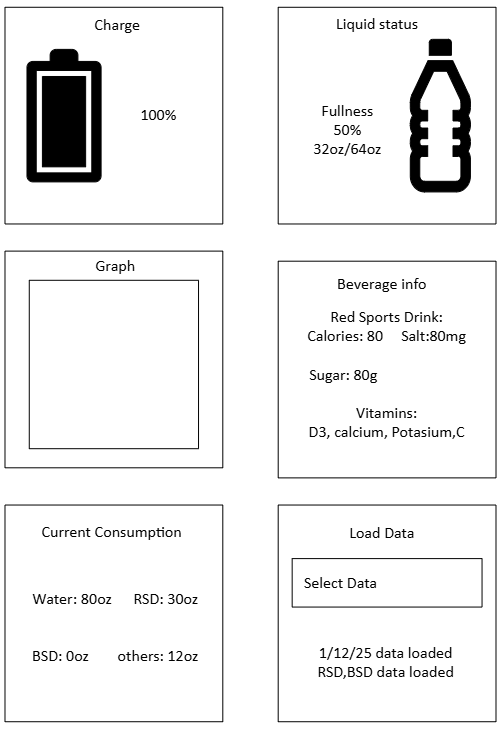 Charge
100%
Liquid status
Fullness
50%
32oz/64oz
Graph
Beverage info
Red Sports Drink:
Calories: 80 Salt:80mg
Sugar: 80g
Vitamins:
D3, calcium, Potasium,C
Current Consumption
Water: 80oz RSD: 30oz
BSD: 0oz others: 12oz
Load Data
Select Data
1/12/25 data loaded
RSD,BSD data loaded